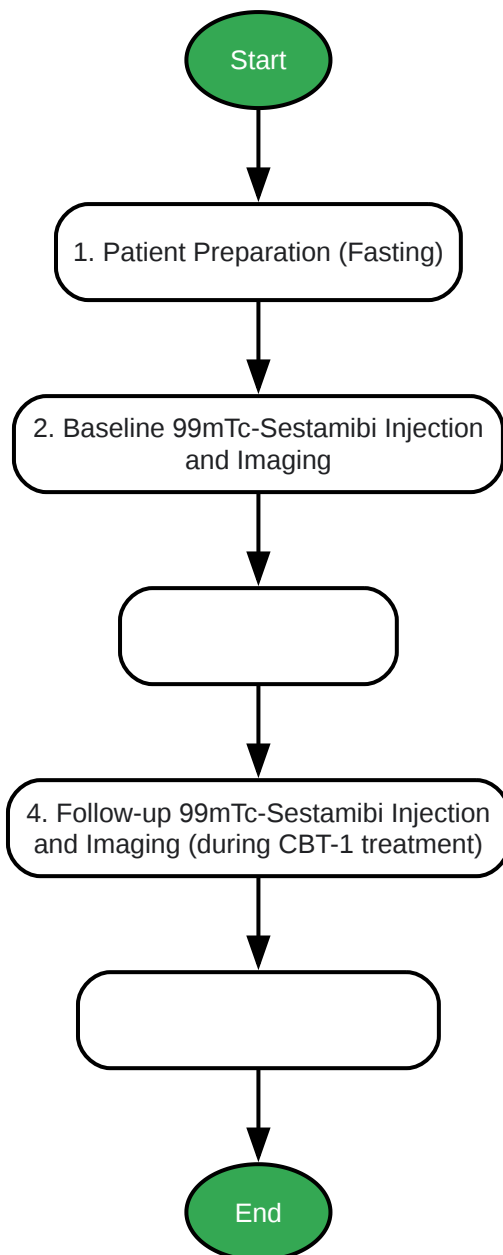 Start
1. Patient Preparation (Fasting)
2. Baseline 99mTc-Sestamibi Injection
and Imaging
4. Follow-up 99mTc-Sestamibi Injection
and Imaging (during CBT-1 treatment)
End